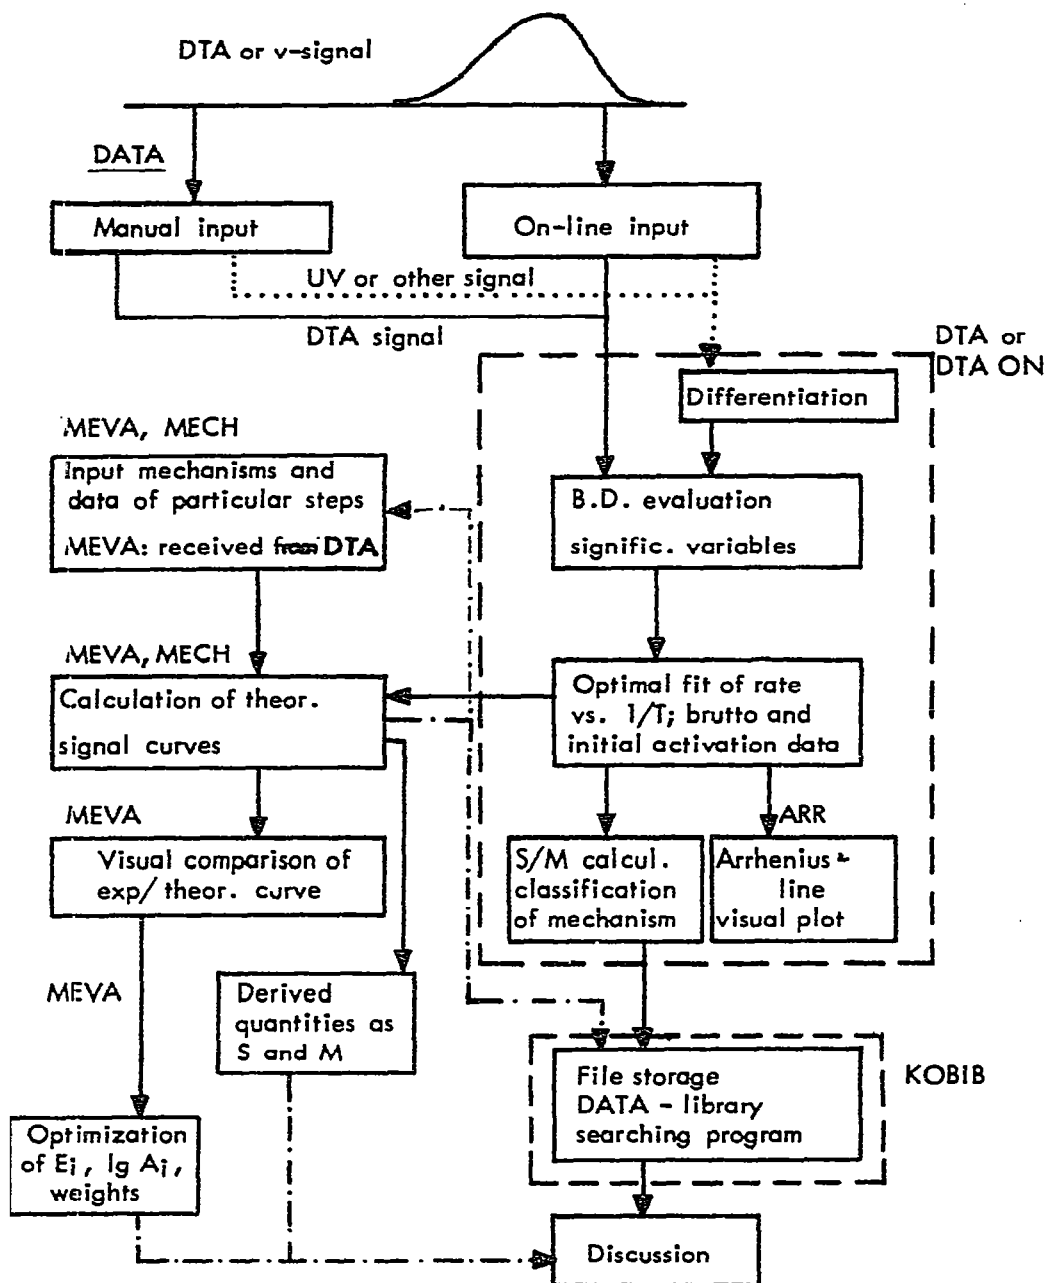 DTA or v-signal
DATA
Manual input
On-line input
UV or other signal
DTA signal
DTA or
DTA ON
Differentiation
MEVA, MECH
Input mechanisms and
data of particular steps
MEVA: received from DTA
B.D. evaluation
signific. variables
MEVA, MECH
Calculation of theor.
signal curves
Optimal fit of rate
vs. 1/T; brutto and
initial activation data
MEVA
Visual comparison of
exp/ theor. curve
S/M calcul.
classification
of mechanism
ARR
Arrhenius-
line
visual plot
MEVA
Derived
quantities as
S and M
KOBIB
File storage
DATA - library
searching program
Optimization
of Ei, lg Ai,
weights
Discussion